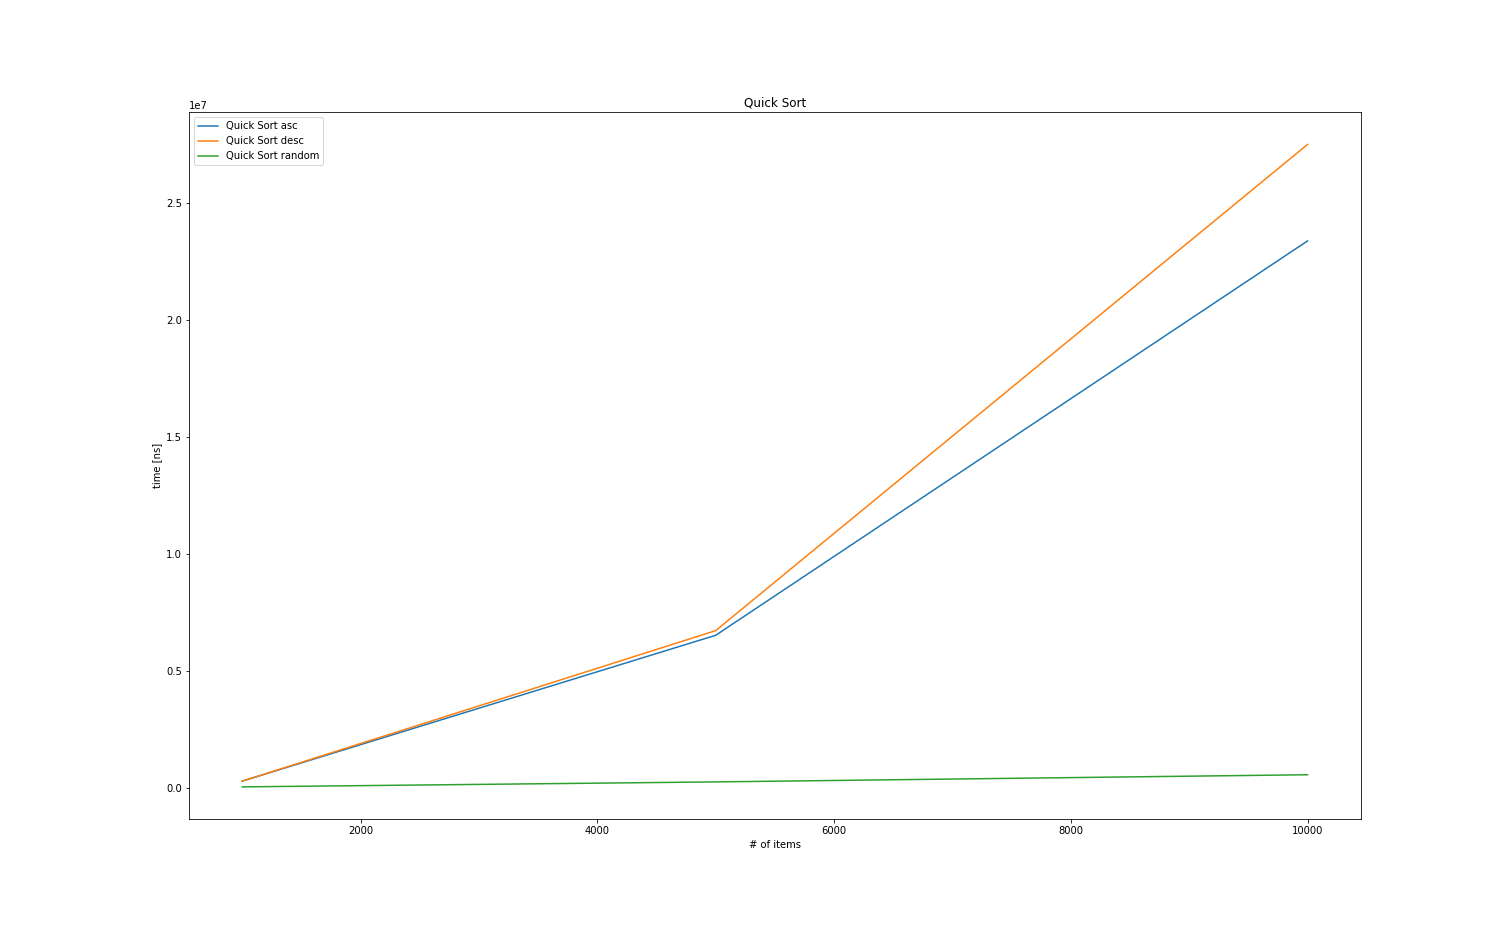 Quick Sort
1e7
Quick Sort asc
Quick Sort desc
Quick Sort random
2.5
2.0
1.5
1.0
0.5
0.0
time [ns]
2000 4000 6000 8000 10000
# of items